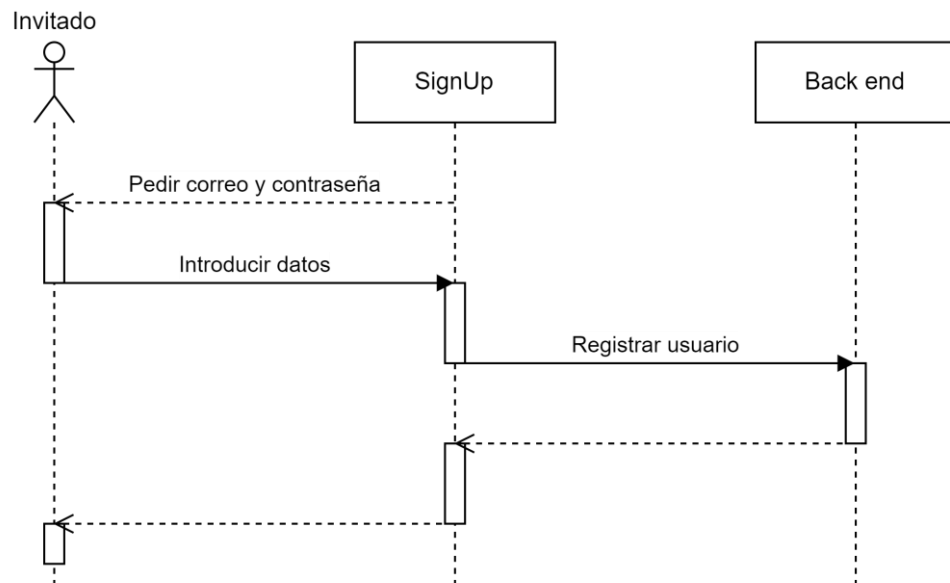 Invitado
SignUp
Back end
Pedir correo y contraseña
Introducir datos
Registrar usuario